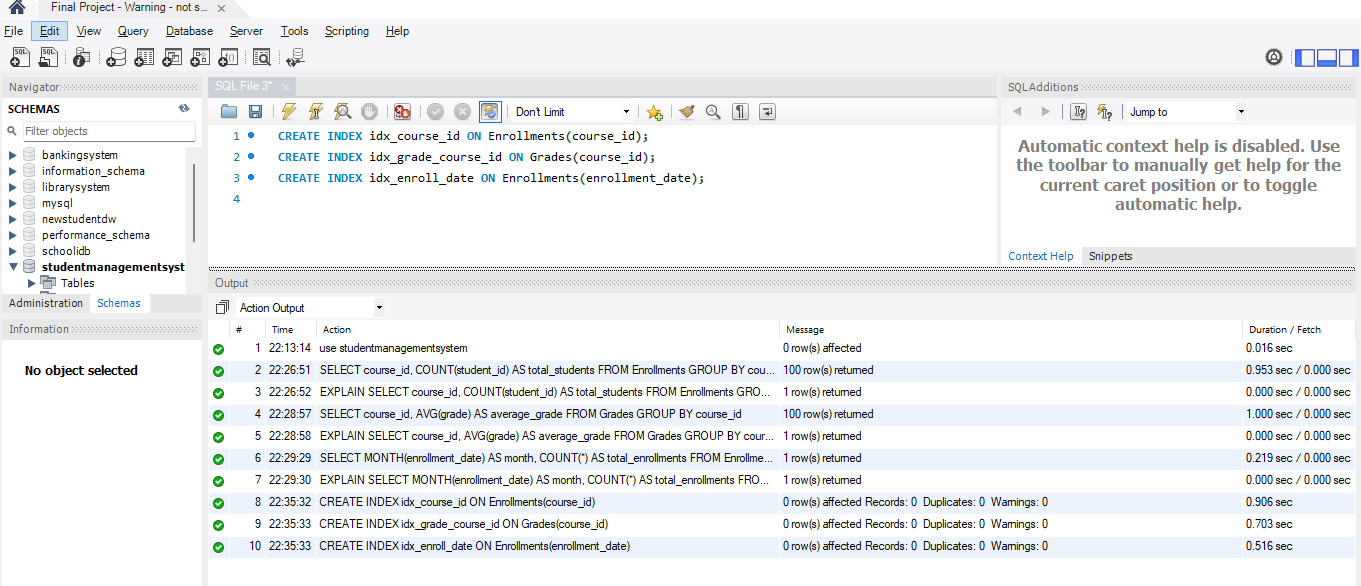 Final Project - Warning - not s...
File Edit View Query Database Server Tools Scripting Help
Navigator
SCHEMAS
Filter objects
bankingsystem
information_schema
librarysystem
mysql
newstudentdw
performance_schema
schoolidb
studentmanagementsyst
Tables
Administration Schemas
Information
No object selected
SQL File 3*
Don't Limit
1 CREATE INDEX idx_course_id ON Enrollments(course_id);
2 CREATE INDEX idx_grade_course_id ON Grades(course_id);
3 CREATE INDEX idx_enroll_date ON Enrollments(enrollment_date);
4
SQLAdditions
Jump to
Automatic context help is disabled. Use
the toolbar to manually get help for the
current caret position or to toggle
automatic help.
Context Help Snippets
Output
Action Output
# Time Action Message Duration / Fetch
1 22:13:14 use studentmanagementsystem 0 row(s) affected 0.016 sec
2 22:26:51 SELECT course_id, COUNT(student_id) AS total_students FROM Enrollments GROUP BY cou... 100 row(s) returned 0.953 sec / 0.000 sec
3 22:26:52 EXPLAIN SELECT course_id, COUNT(student_id) AS total_students FROM Enrollments GRO... 1 row(s) returned 0.000 sec / 0.000 sec
4 22:28:57 SELECT course_id, AVG(grade) AS average_grade FROM Grades GROUP BY course_id 100 row(s) returned 1.000 sec / 0.000 sec
5 22:28:58 EXPLAIN SELECT course_id, AVG(grade) AS average_grade FROM Grades GROUP BY cour... 1 row(s) returned 0.000 sec / 0.000 sec
6 22:29:29 SELECT MONTH(enrollment_date) AS month, COUNT(*) AS total_enrollments FROM Enrollme... 1 row(s) returned 0.219 sec / 0.000 sec
7 22:29:30 EXPLAIN SELECT MONTH(enrollment_date) AS month, COUNT(*) AS total_enrollments FRO... 1 row(s) returned 0.000 sec / 0.000 sec
8 22:35:32 CREATE INDEX idx_course_id ON Enrollments(course_id) 0 row(s) affected Records: 0 Duplicates: 0 Warnings: 0 0.906 sec
9 22:35:33 CREATE INDEX idx_grade_course_id ON Grades(course_id) 0 row(s) affected Records: 0 Duplicates: 0 Warnings: 0 0.703 sec
10 22:35:33 CREATE INDEX idx_enroll_date ON Enrollments(enrollment_date) 0 row(s) affected Records: 0 Duplicates: 0 Warnings: 0 0.516 sec